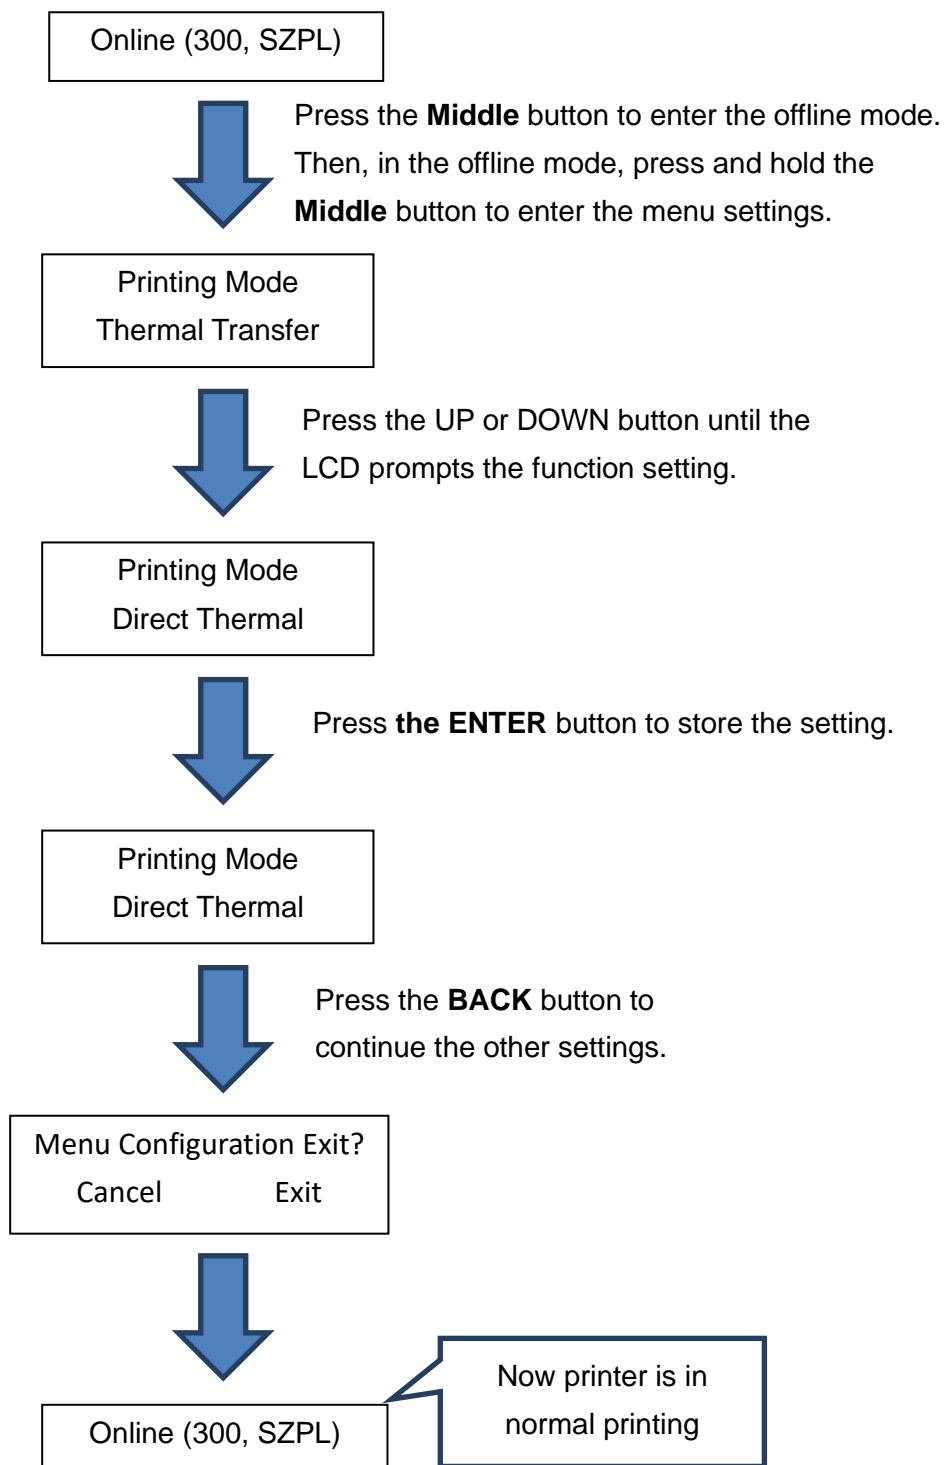 Online (300, SZPL)
Press the Middle button to enter the offline mode.
Then, in the offline mode, press and hold the
Middle button to enter the menu settings.
Printing Mode
Thermal Transfer
Press the UP or DOWN button until the
LCD prompts the function setting.
Printing Mode
Direct Thermal
Press the ENTER button to store the setting.
Printing Mode
Direct Thermal
Press the BACK button to
continue the other settings.
Menu Configuration Exit?
Cancel Exit
Now printer is in
normal printing
Online (300, SZPL)